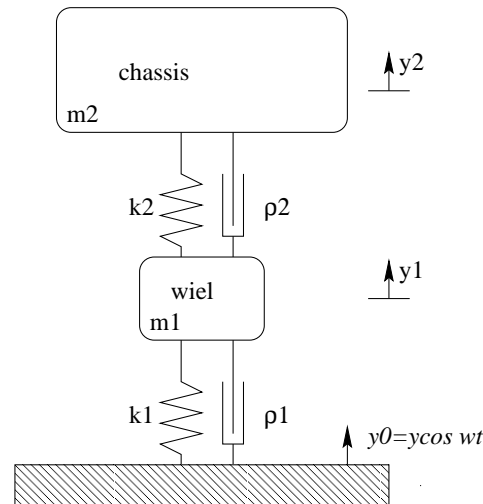 chassis
m2
y2
k2
ρ2
wiel
m1
y1
k1
ρ1
y0=ycos wt